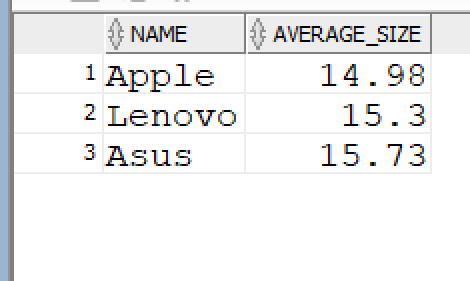 NAME AVERAGE_SIZE
1 Apple 14.98
2 Lenovo 15.3
3 Asus 15.73